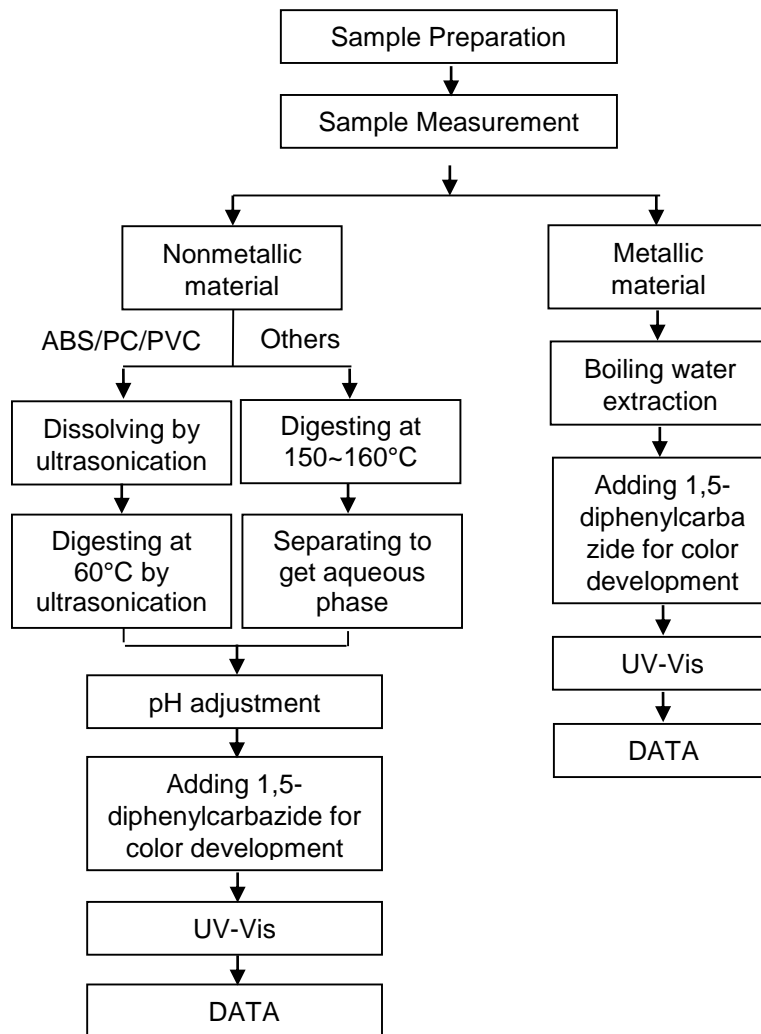 Sample Preparation
Sample Measurement
Nonmetallic
material
ABS/PC/PVC
Others
Dissolving by
ultrasonication
Digesting at
150~160°C
Digesting at
60°C by
ultrasonication
Separating to
get aqueous
phase
pH adjustment
Adding 1,5-
diphenylcarbazide for
color development
UV-Vis
DATA
Metallic
material
Boiling water
extraction
Adding 1,5-
diphenylcarba
zide for color
development
UV-Vis
DATA